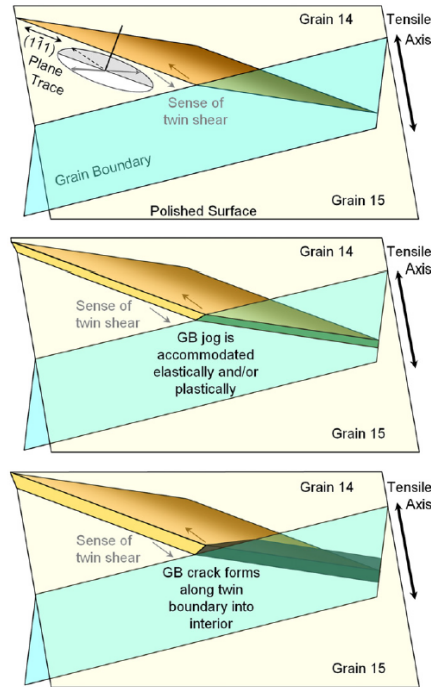 Grain 14
Tensile
Axis
(11̅1)
Plane
Trace
Sense of
twin shear
Grain Boundary
Grain 15
Polished Surface
Grain 14
Tensile
Axis
Sense of
twin shear
GB jog is
accommodated
elastically and/or
plastically
Grain 15
Grain 14
Tensile
Axis
Sense of
twin shear
GB crack forms
along twin
boundary into
interior
Grain 15